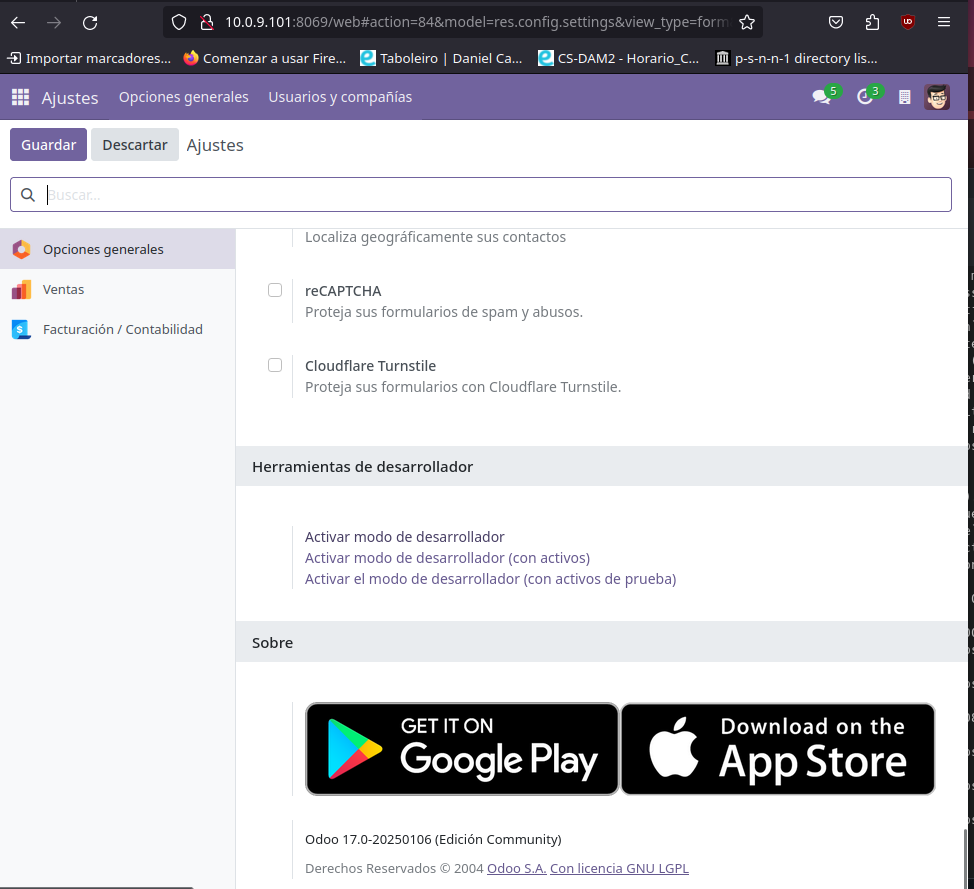 10.0.9.101:8069/web#action=84&model=res.config.settings&view_type=form
Importar marcadores... Comenzar a usar Fire... Taboleiro | Daniel Ca... CS-DAM2 - Horario_C... p-s-n-n-1 directory lis...
Ajustes Opciones generales Usuarios y compañías 5 3
Guardar Descartar Ajustes
Buscar...
Opciones generales
Ventas
Facturación / Contabilidad
Localiza geográficamente sus contactos
reCAPTCHA
Proteja sus formularios de spam y abusos.
Cloudflare Turnstile
Proteja sus formularios con Cloudflare Turnstile.
Herramientas de desarrollador
Activar modo de desarrollador
Activar modo de desarrollador (con activos)
Activar el modo de desarrollador (con activos de prueba)
Sobre
GET IT ON
Google Play
Download on the
App Store
Odoo 17.0-20250106 (Edición Community)
Derechos Reservados © 2004 Odoo S.A. Con licencia GNU LGPL